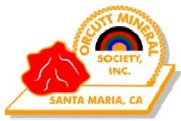 ORCUTT MINERAL
SOCIETY,
INC.
SANTA MARIA, CA